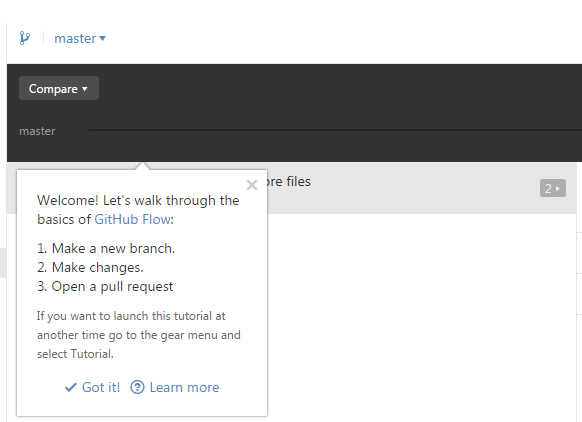 master
Compare
master
ore files
2
Welcome! Let's walk through the
basics of GitHub Flow:
1. Make a new branch.
2. Make changes.
3. Open a pull request
If you want to launch this tutorial at
another time go to the gear menu and
select Tutorial.
Got it! Learn more